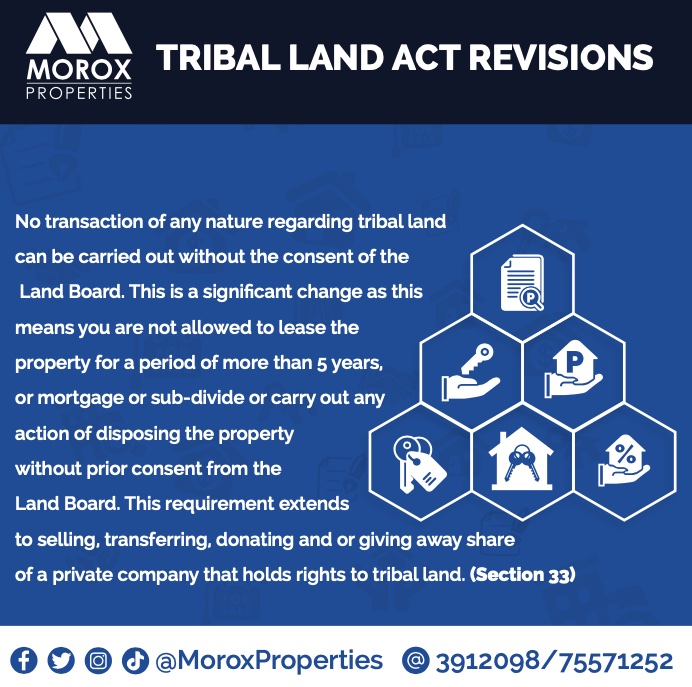 MOROX
PROPERTIES
TRIBAL LAND ACT REVISIONS
No transaction of any nature regarding tribal land
can be carried out without the consent of the
Land Board. This is a significant change as this
means you are not allowed to lease the
property for a period of more than 5 years,
or mortgage or sub-divide or carry out any
action of disposing the property
without prior consent from the
Land Board. This requirement extends
to selling, transferring, donating and or giving away share
of a private company that holds rights to tribal land. (Section 33)
P
P
%
@MoroxProperties @ 3912098/75571252